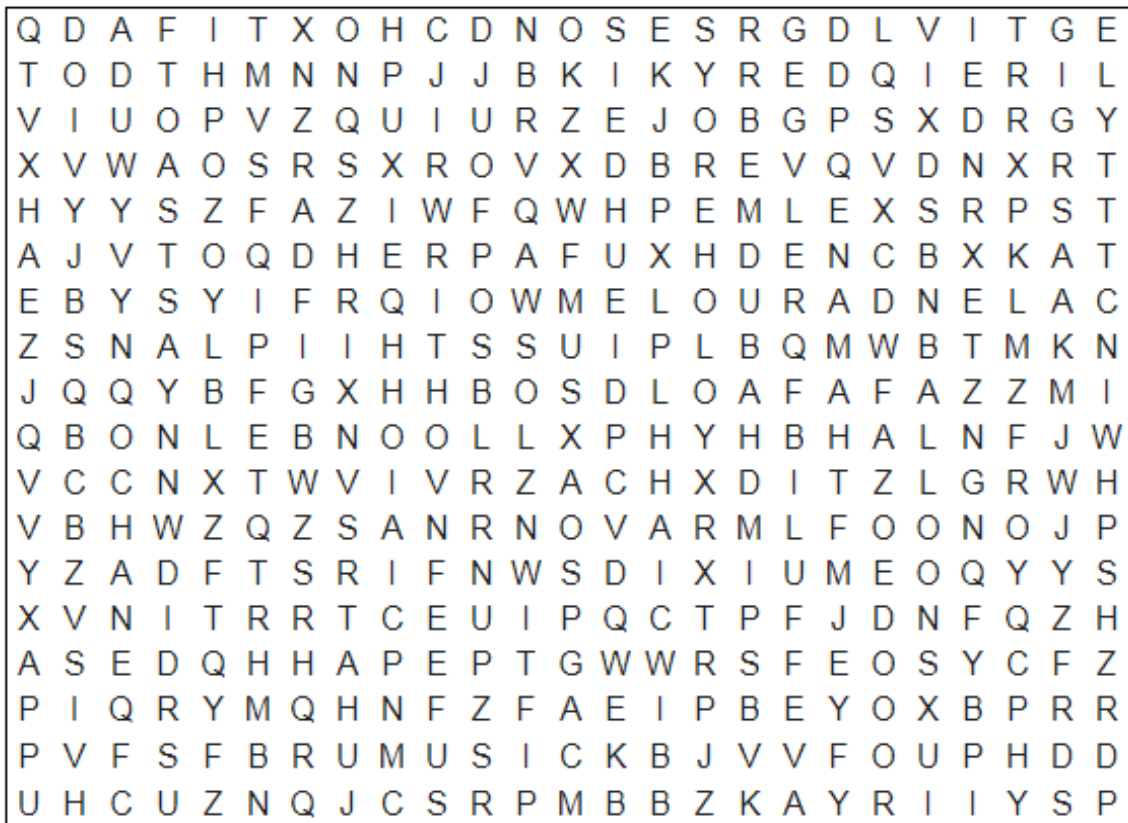 Q D A F I T X O H C D N O S E S R G D L V I T G E
T O D T H M N N P J J B K I K Y R E D Q I E R I L
V I U O P V Z Q U I U R Z E J O B G P S X D R G Y
X V W A O S R S X R O V X D B R E V Q V D N X R T
H Y Y S Z F A Z I W F Q W H P E M L E X S R P S T
A J V T O Q D H E R P A F U X H D E N C B X K A T
E B Y S Y I F R Q I O W M E L O U R A D N E L A C
Z S N A L P I I H T S S U I P L B Q M W B T M K N
J Q Q Y B F G X H H B O S D L O A F A F A Z Z M I
Q B O N L E B N O O L L X P H Y H B H A L N F J W
V C C N X T W V I V R Z A C H X D I T Z L G R W H
V B H W Z Q Z S A N R N O V A R M L F O O N O J P
Y Z A D F T S R I F N W S D I X I U M E O Q Y Y S
X V N I T R R T C E U I P Q C T P F J D N F Q Z H
A S E D Q H H A P E P T G W W R S F E O S Y C F Z
P I Q R Y M Q H N F Z F A E I P B E Y O X B P R R
P V F S F B R U M U S I C K B J V V F O U P H D D
U H C U Z N Q J C S R P M B B Z K A Y R I I Y S P